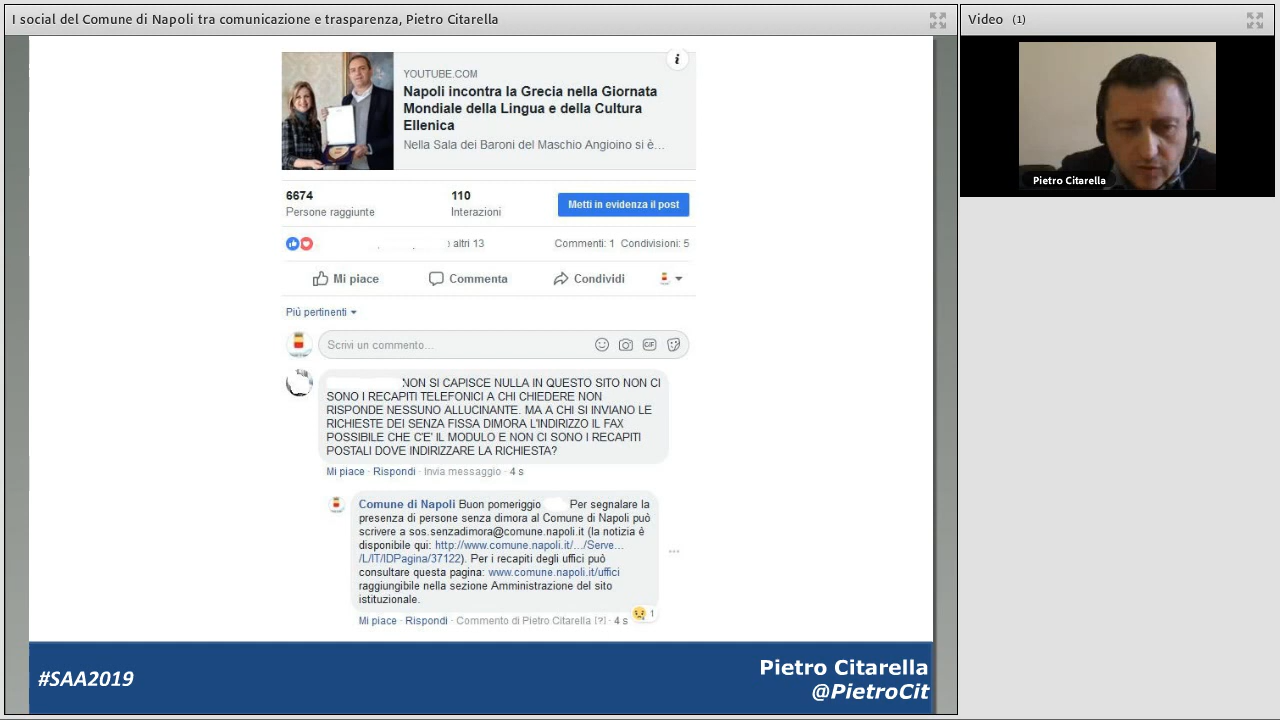 I social del Comune di Napoli tra comunicazione e trasparenza, Pietro Citarella
Video (1)
YOUTUBE.COM
Napoli incontra la Grecia nella Giornata
Mondiale della Lingua e della Cultura
Ellenica
Nella Sala dei Baroni del Maschio Angioino si è...
6674
Persone raggiunte
110
Interazioni
Metti in evidenza il post
altri 13
Commenti: 1 Condivisioni: 5
Mi piace
Commenta
Condividi
Più pertinenti
Scrivi un commento...
GIF
NON SI CAPISCE NULLA IN QUESTO SITO NON CI
SONO I RECAPITI TELEFONICI A CHI CHIEDERE NON
RISPONDE NESSUNO ALLUCINANTE. MA A CHI SI INVIANO LE
RICHIESTE DEI SENZA FISSA DIMORA L'INDIRIZZO IL FAX
POSSIBILE CHE C'E' IL MODULO E NON CI SONO I RECAPITI
POSTALI DOVE INDIRIZZARE LA RICHIESTA?
Mi piace · Rispondi · Invia messaggio · 4 s
Comune di Napoli Buon pomeriggio Per segnalare la
presenza di persone senza dimora al Comune di Napoli può
scrivere a sos.senzadimora@comune.napoli.it (la notizia è
disponibile qui: http://www.comune.napoli.it/.../Serve...
/L/IT/IDPagina/37122). Per i recapiti degli uffici può
consultare questa pagina: www.comune.napoli.it/uffici
raggiungibile nella sezione Amministrazione del sito
istituzionale.
1
Mi piace · Rispondi · Commento di Pietro Citarella [?] · 4 s
Pietro Citarella
#SAA2019
Pietro Citarella
@PietroCit